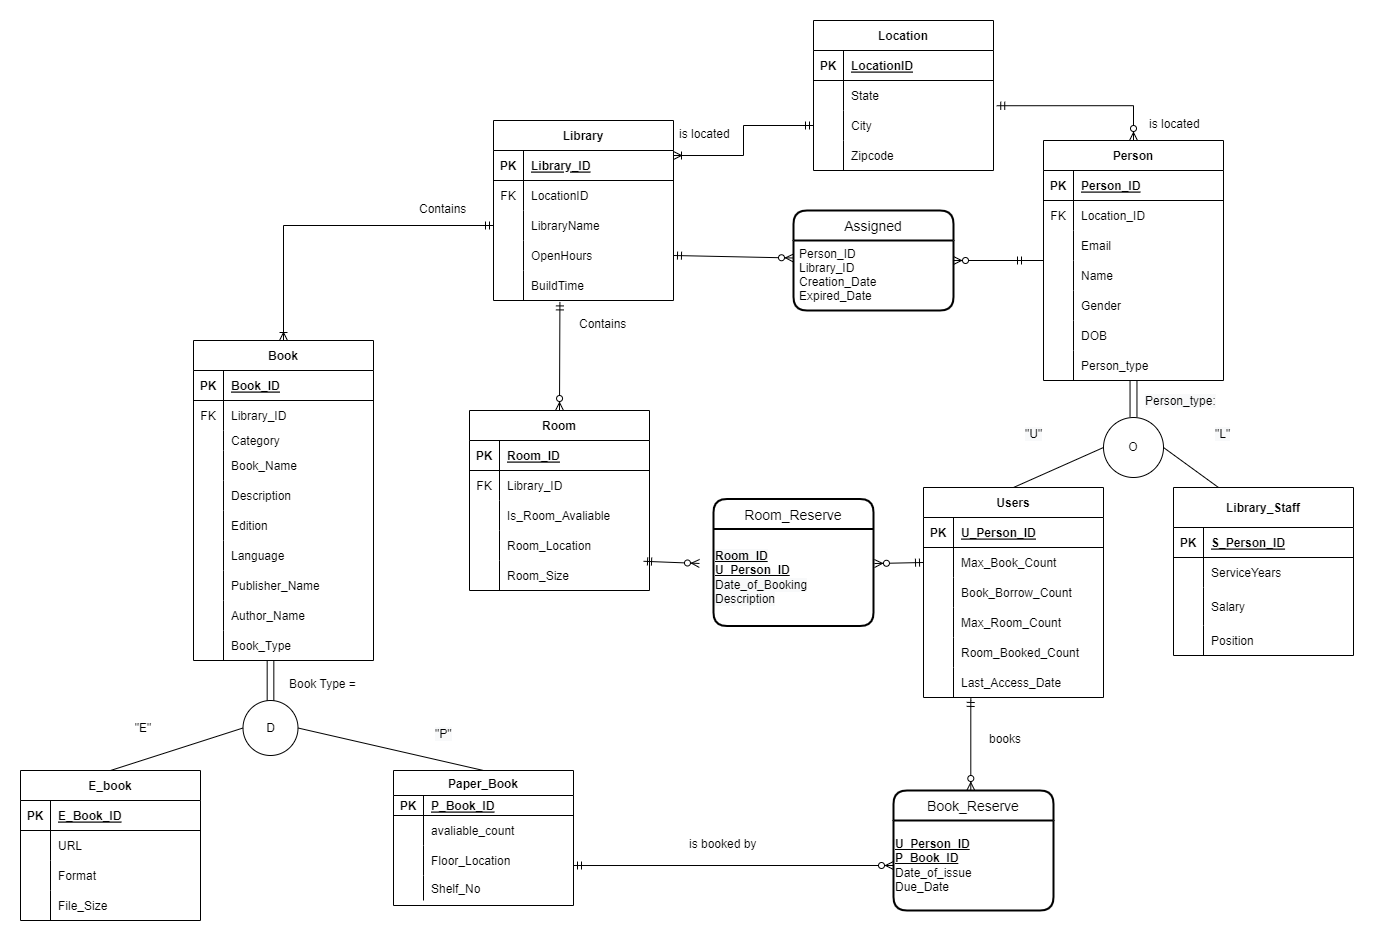 Location
PK LocationID
State
City
Zipcode
is located
is located
Library
PK Library_ID
FK LocationID
LibraryName
OpenHours
BuildTime
Person
PK Person_ID
FK Location_ID
Email
Name
Gender
DOB
Person_type
Contains
Assigned
Person_ID
Library_ID
Creation_Date
Expired_Date
Contains
Book
PK Book_ID
FK Library_ID
Category
Book_Name
Description
Edition
Language
Publisher_Name
Author_Name
Book_Type
Room
PK Room_ID
FK Library_ID
Is_Room_Avaliable
Room_Location
Room_Size
Person_type:
"U"
"L"
O
Room_Reserve
Room_ID
U_Person_ID
Date_of_Booking
Description
Users
PK U_Person_ID
Max_Book_Count
Book_Borrow_Count
Max_Room_Count
Room_Booked_Count
Last_Access_Date
Library_Staff
PK S_Person_ID
ServiceYears
Salary
Position
Book Type =
"E"
D
"P"
books
E_book
PK E_Book_ID
URL
Format
File_Size
Paper_Book
PK P_Book_ID
avaliable_count
Floor_Location
Shelf_No
is booked by
Book_Reserve
U_Person_ID
P_Book_ID
Date_of_issue
Due_Date